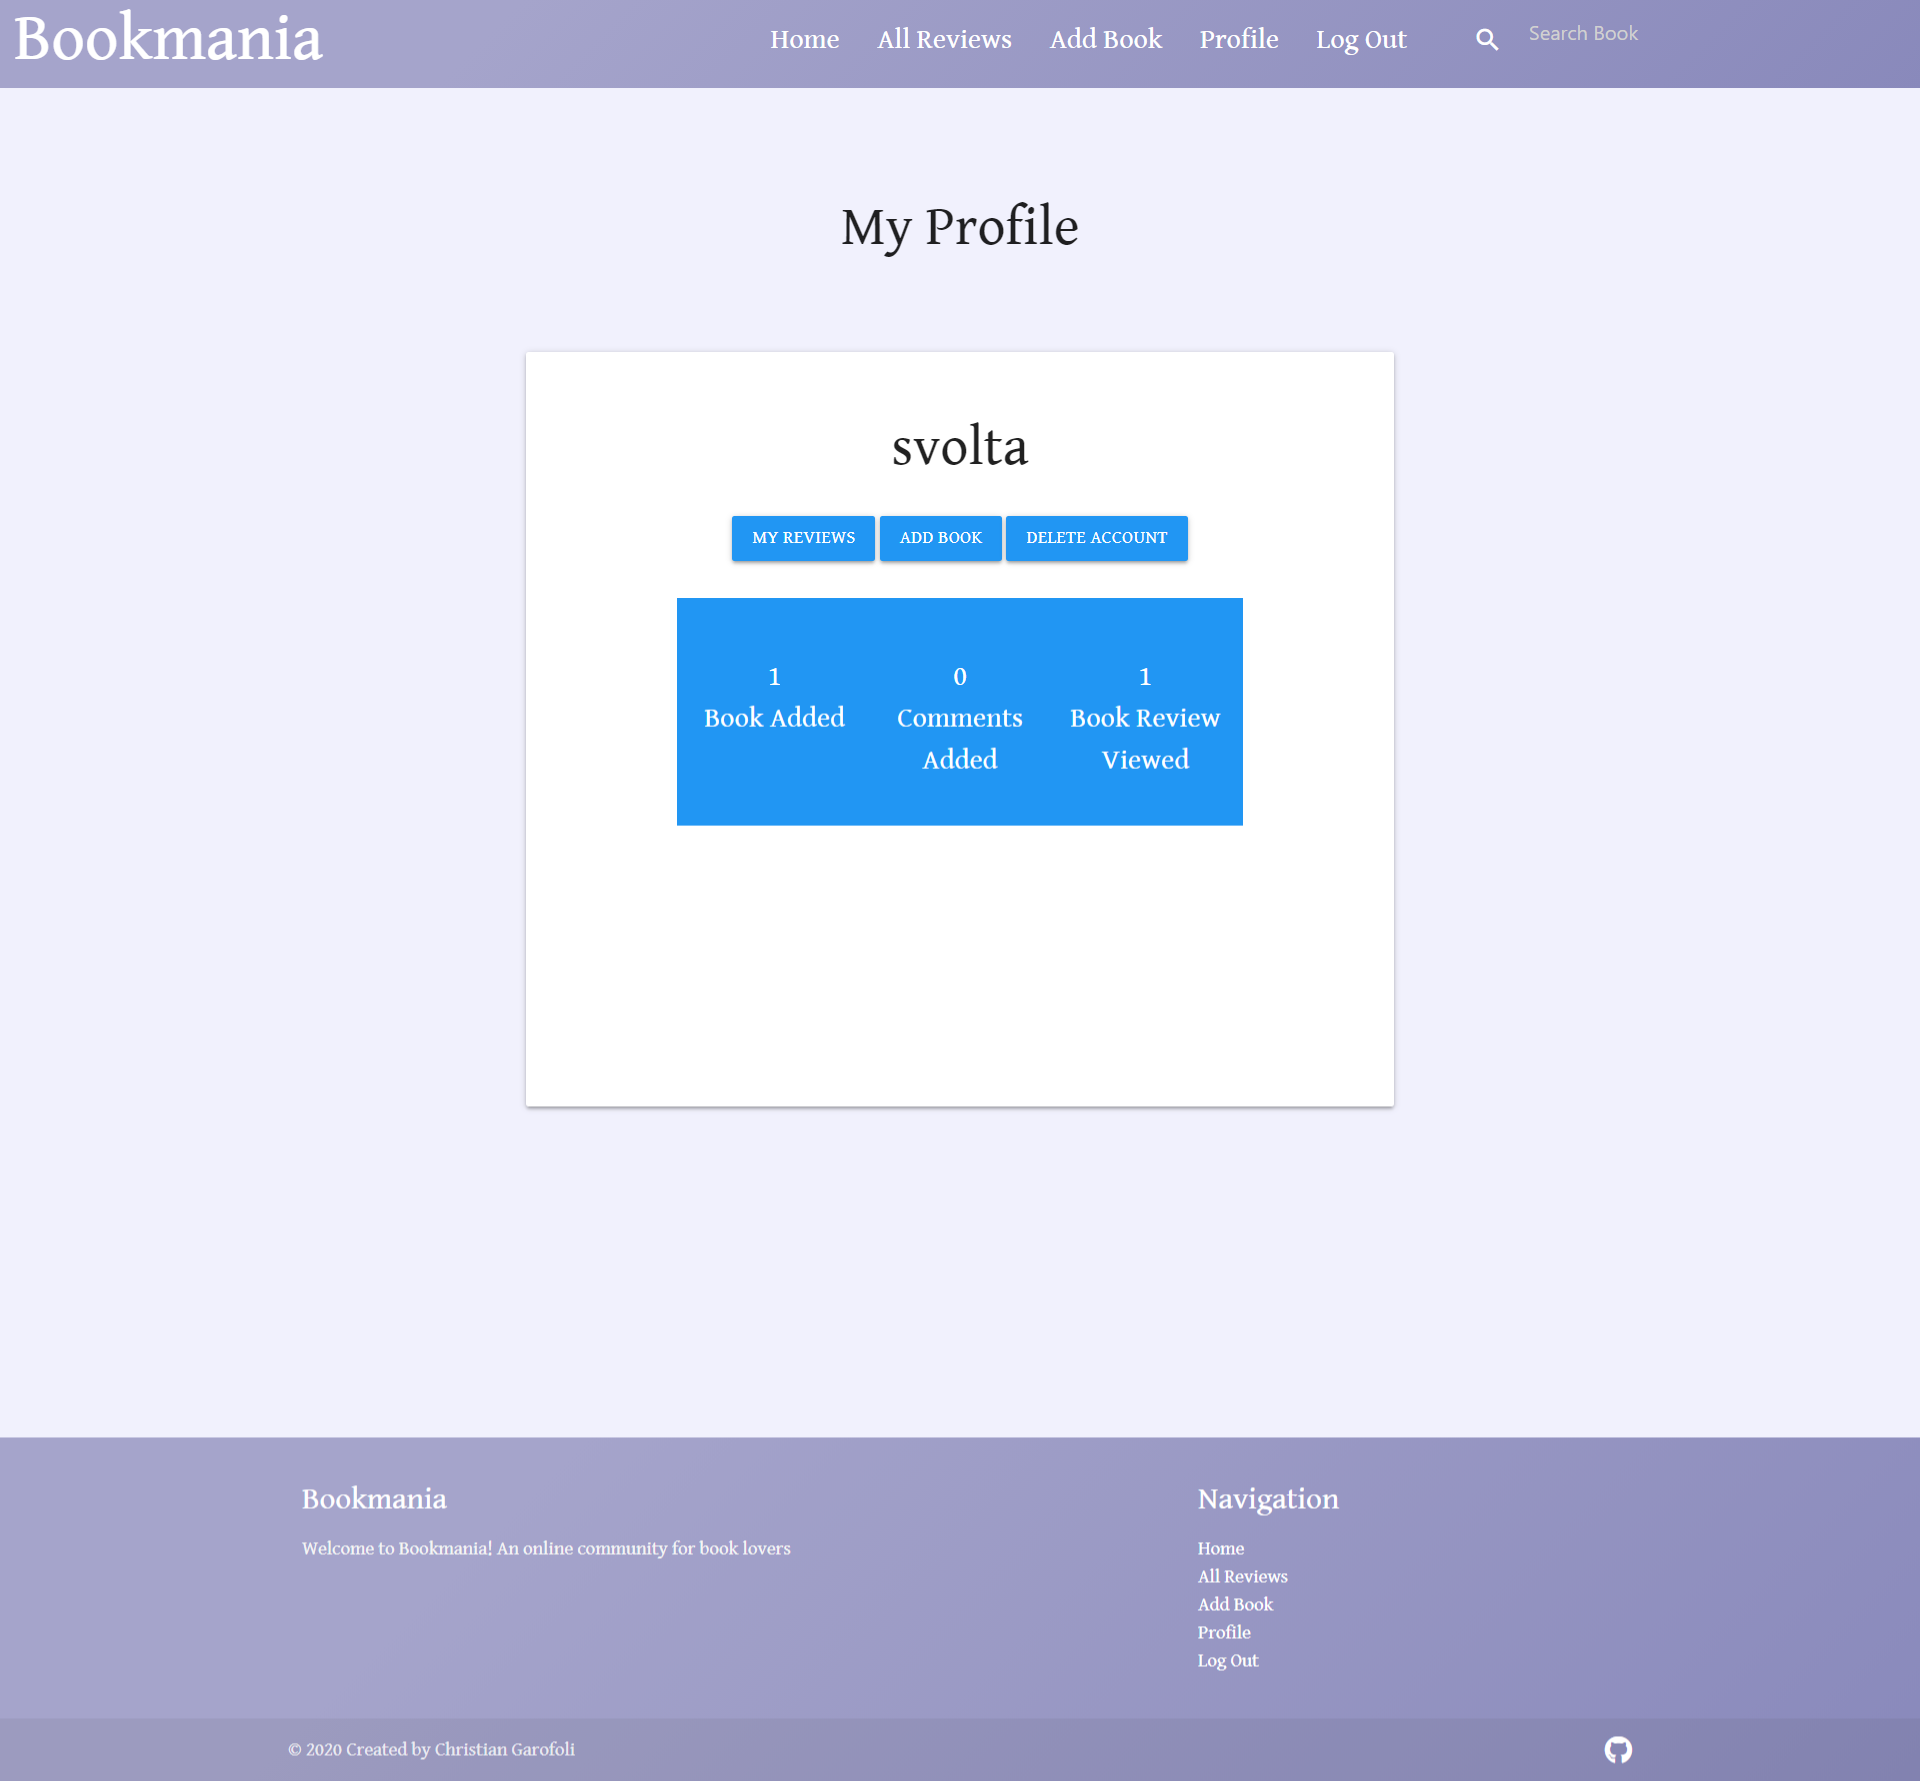 Bookmania
Home All Reviews Add Book Profile Log Out Search Book
My Profile
svolta
MY REVIEWS ADD BOOK DELETE ACCOUNT
1
Book Added
0
Comments
Added
1
Book Review
Viewed
Bookmania
Welcome to Bookmania! An online community for book lovers
Navigation
Home
All Reviews
Add Book
Profile
Log Out
© 2020 Created by Christian Garofoli